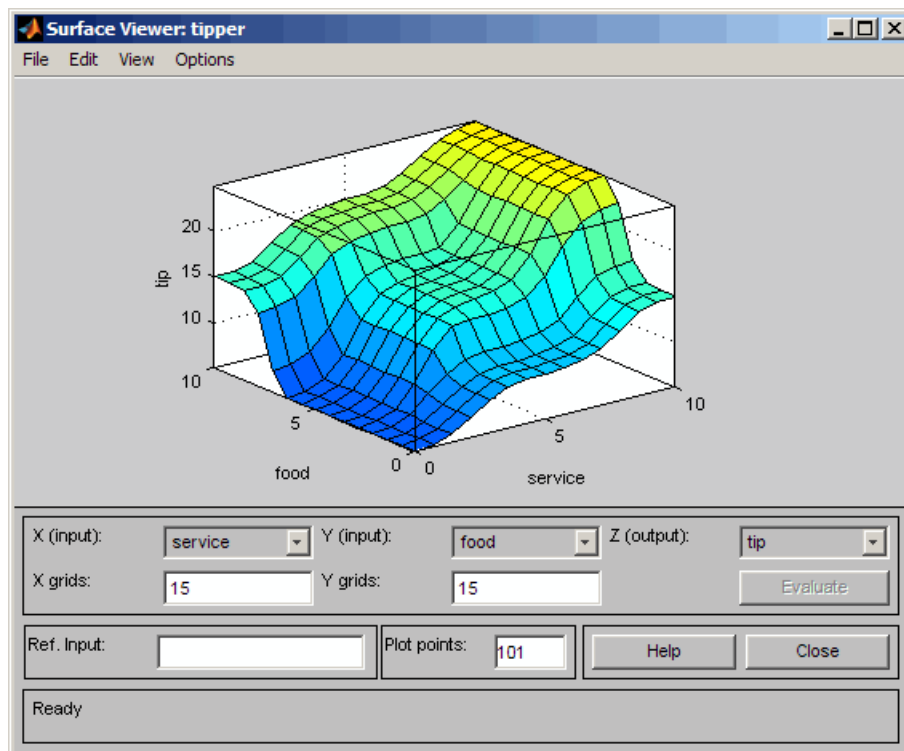 Surface Viewer: tipper
File Edit View Options
20
15
10
tip
10
5
0
food
0
5
10
service
X (input): service Y (input): food Z (output): tip
X grids: 15 Y grids: 15 Evaluate
Ref. Input: Plot points: 101 Help Close
Ready